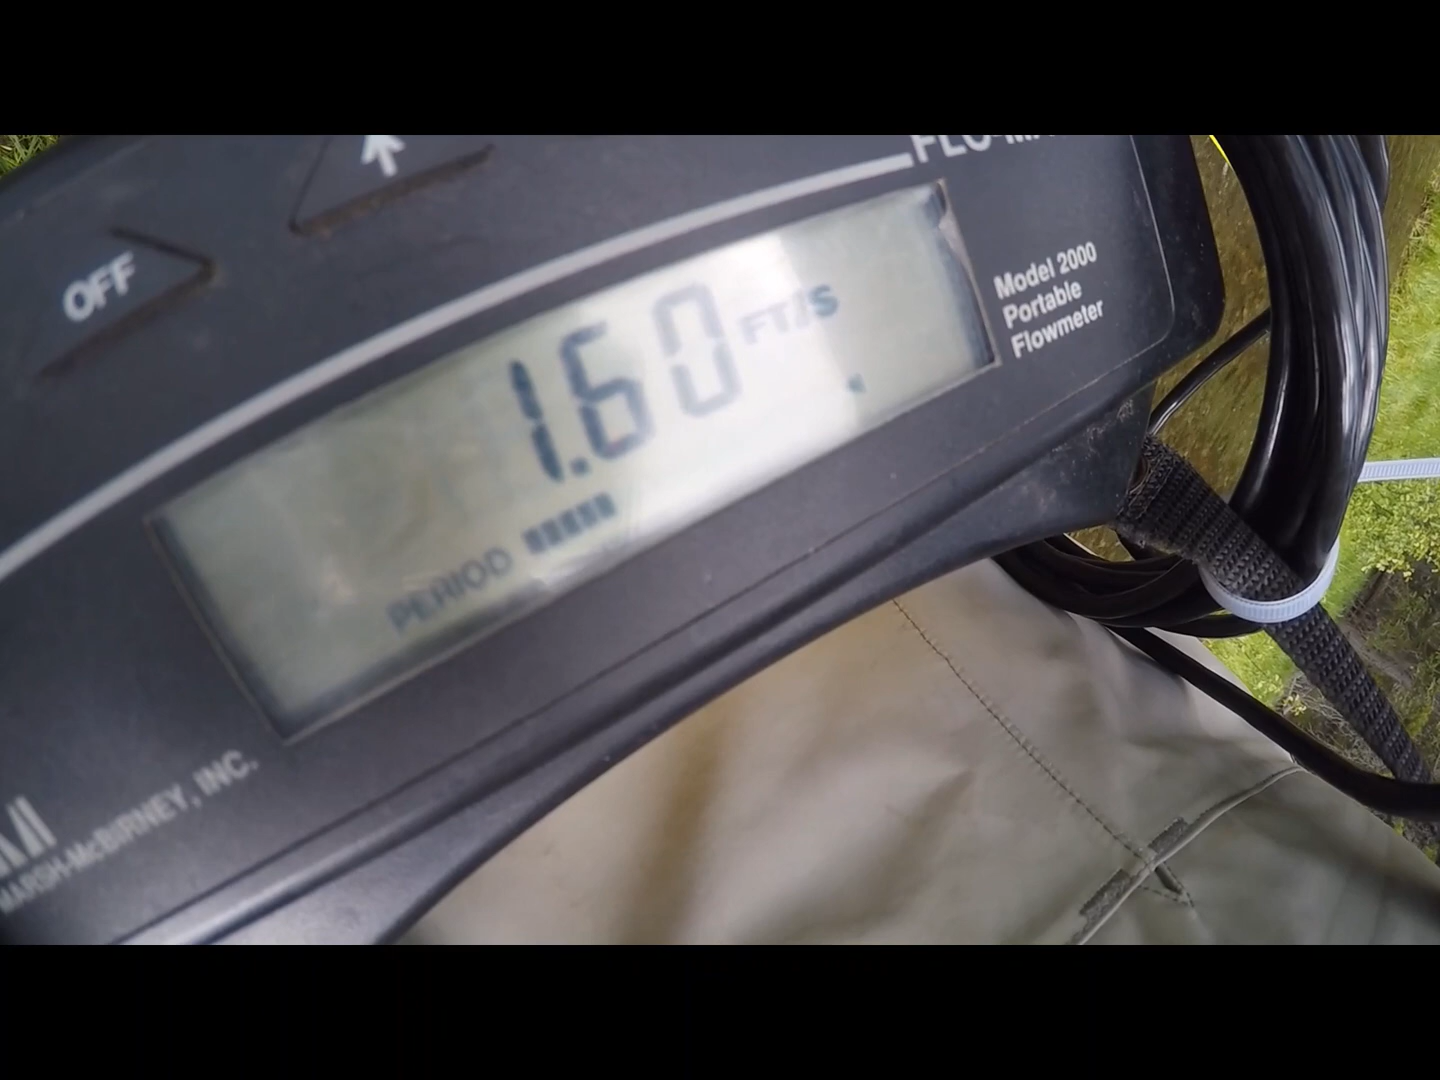 OFF
1.60 FT/S
PERIOD
Model 2000
Portable
Flowmeter
MARSH-McBIRNEY, INC.